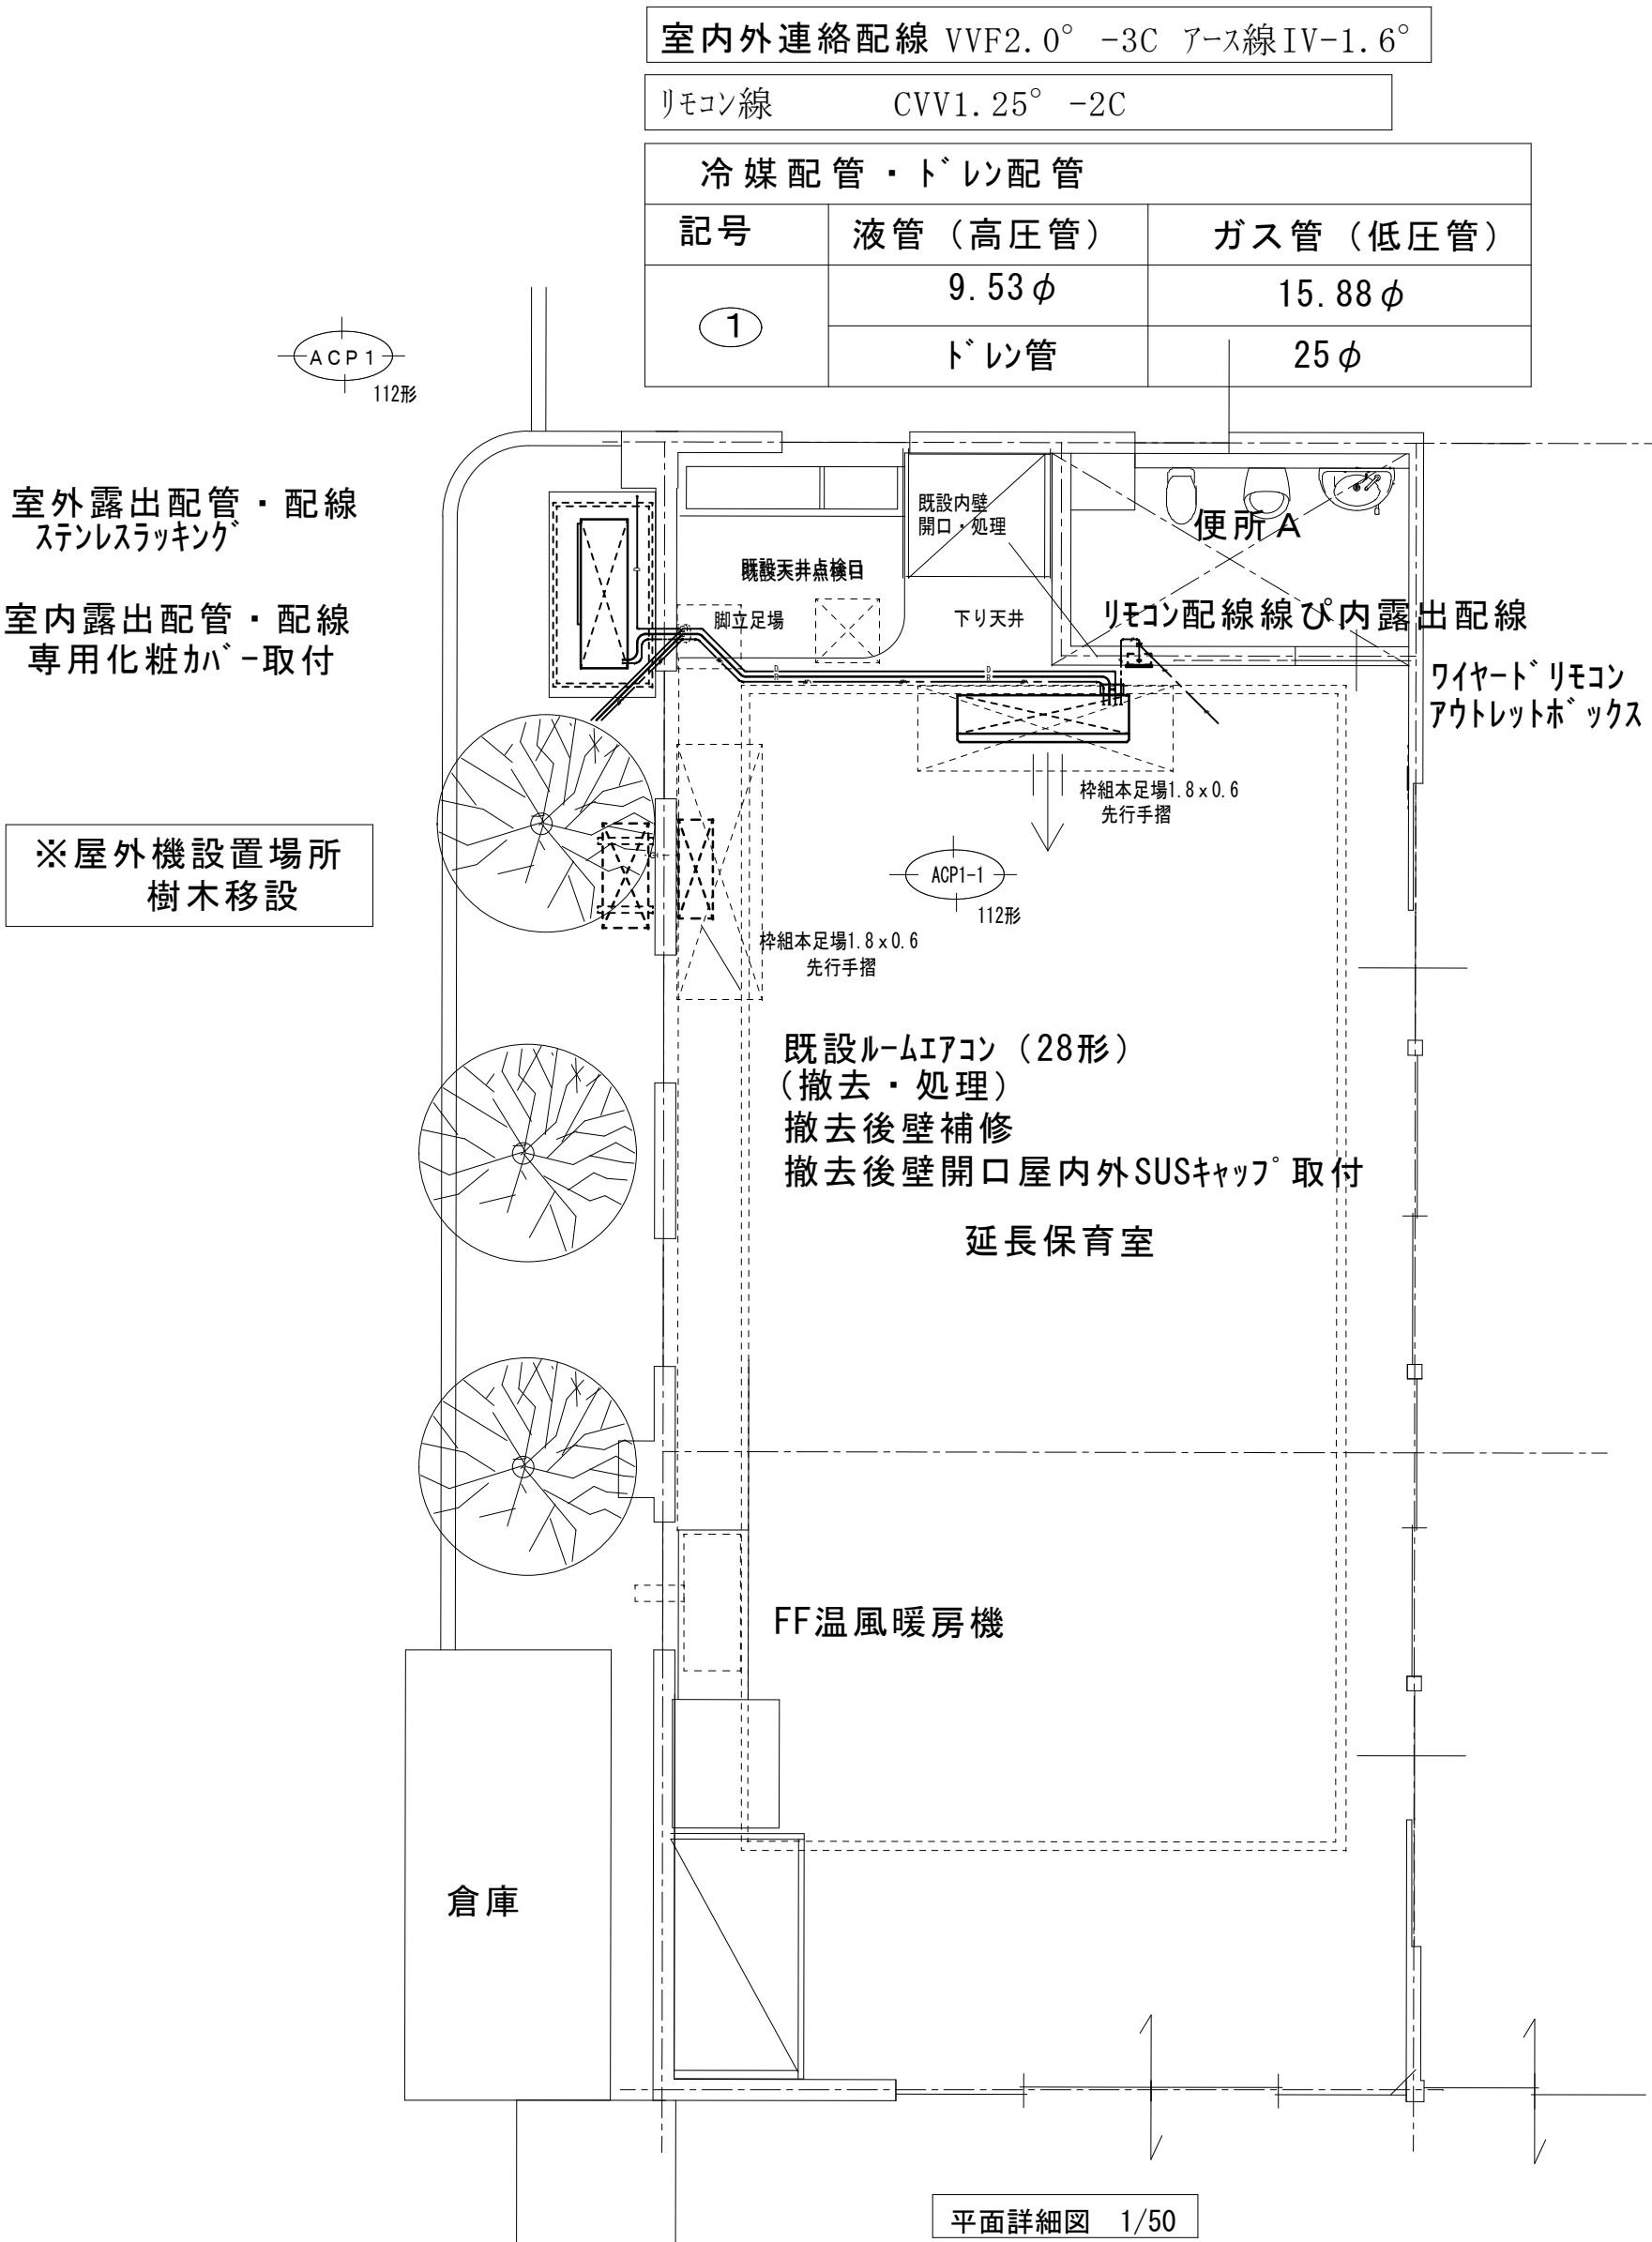 室内外連絡配線 VVF2.0° -3C アース線IV-1.6°
リモコン線 CVV1.25° -2C
冷媒配管・ドレン配管
記号 液管（高圧管） ガス管（低圧管）
① 9.53φ 15.88φ
ドレン管 25φ
ACP1
112形
室外露出配管・配線
ステンレスラッキング
室内露出配管・配線
専用化粧カバー取付
※屋外機設置場所
樹木移設
既設内壁
開口・処理
便所A
既設天井点検口
脚立足場
下り天井
リモコン配線線ぴ内露出配線
ワイヤードリモコン
アウトレットボックス
枠組本足場1.8x0.6
先行手摺
ACP1-1
112形
枠組本足場1.8x0.6
先行手摺
既設ルームエアコン（28形）
（撤去・処理）
撤去後壁補修
撤去後壁開口屋内外SUSキャップ取付
延長保育室
FF温風暖房機
倉庫
平面詳細図 1/50